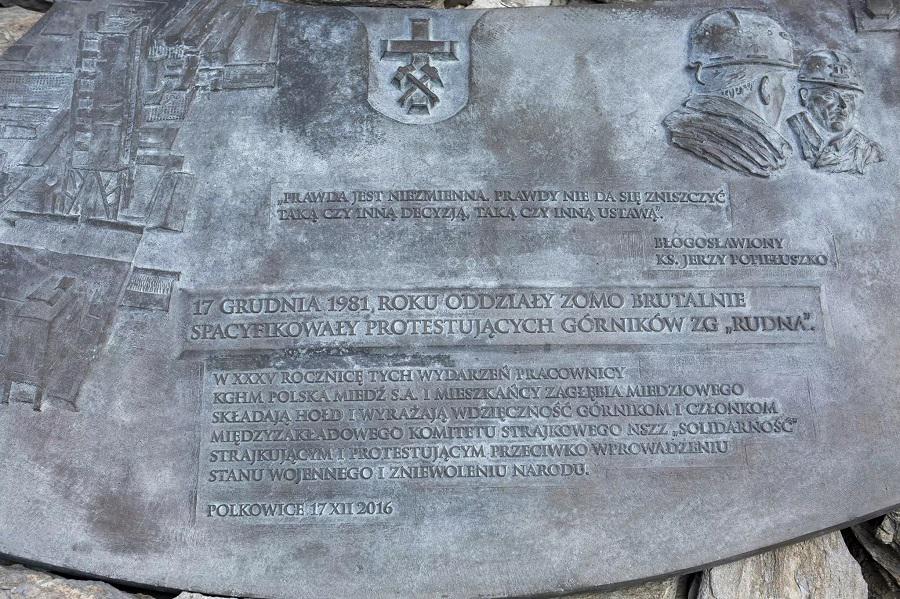 „PRAWDA JEST NIEZMIENNA. PRAWDY NIE DA SIĘ ZNISZCZYĆ
TAKĄ CZY INNĄ DECYZJĄ, TAKĄ CZY INNĄ USTAWĄ”.
BŁOGOSŁAWIONY
KS. JERZY POPIEŁUSZKO
17 GRUDNIA 1981 ROKU ODDZIAŁY ZOMO BRUTALNIE
SPACYFIKOWAŁY PROTESTUJĄCYCH GÓRNIKÓW ZG „RUDNA”.
W XXXV ROCZNICĘ TYCH WYDARZEŃ PRACOWNICY
KGHM POLSKA MIEDŹ S.A. I MIESZKAŃCY ZAGŁĘBIA MIEDZIOWEGO
SKŁADAJĄ HOŁD I WYRAŻAJĄ WDZIĘCZNOŚĆ GÓRNIKOM I CZŁONKOM
MIĘDZYZAKŁADOWEGO KOMITETU STRAJKOWEGO NSZZ „SOLIDARNOŚĆ”
STRAJKUJĄCYM I PROTESTUJĄCYM PRZECIWKO WPROWADZENIU
STANU WOJENNEGO I ZNIEWOLENIU NARODU.
POLKOWICE 17 XII 2016